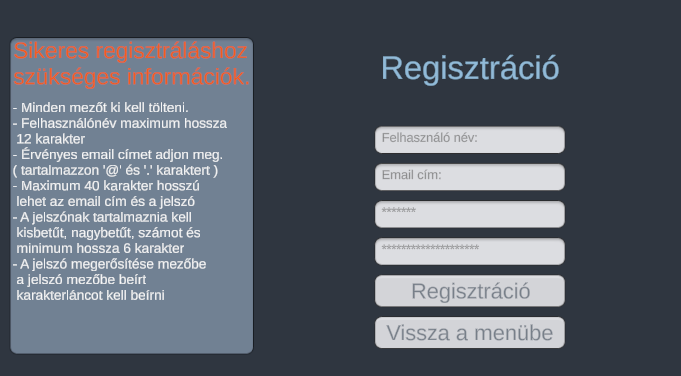 Sikeres regisztráláshoz
szükséges információk.
- Minden mezőt ki kell tölteni.
- Felhasználónév maximum hossza
12 karakter
- Érvényes email címet adjon meg.
( tartalmazzon '@' és '.' karaktert )
- Maximum 40 karakter hosszú
lehet az email cím és a jelszó
- A jelszónak tartalmaznia kell
kisbetűt, nagybetűt, számot és
minimum hossza 6 karakter
- A jelszó megerősítése mezőbe
a jelszó mezőbe beírt
karakterláncot kell beírni
Regisztráció
Felhasználó név:
Email cím:
*******
********************
Regisztráció
Vissza a menübe